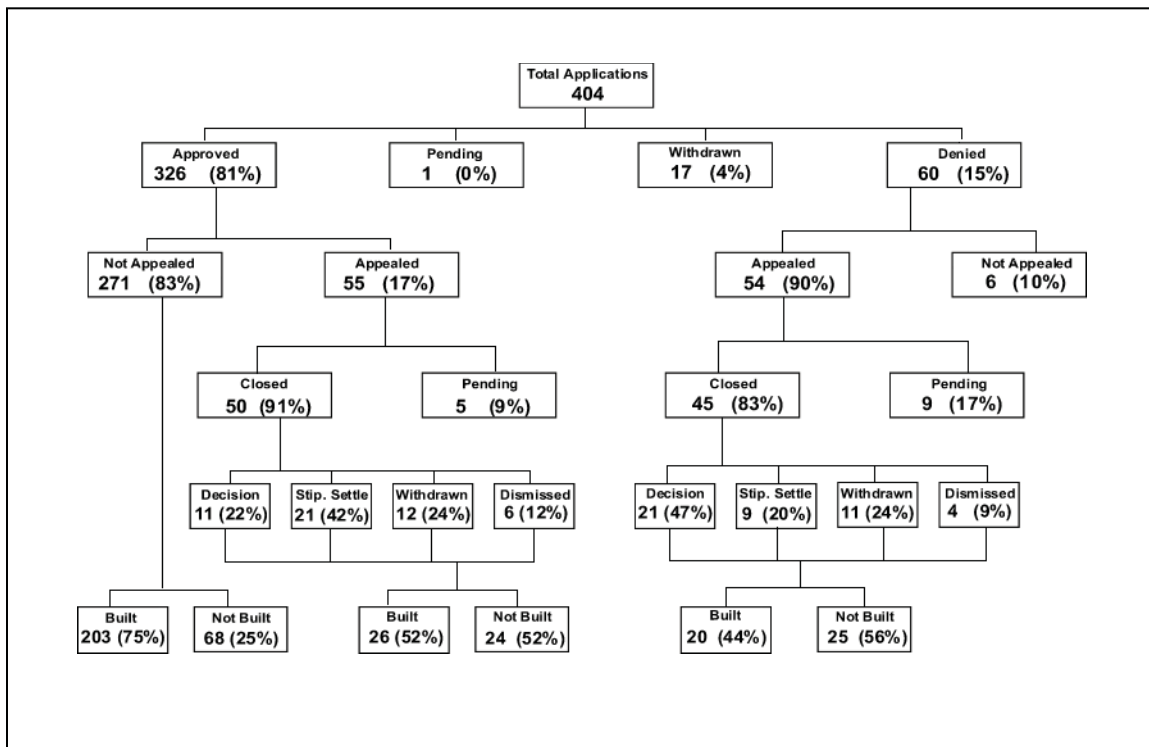 Total Applications
404
Approved
326 (81%)
Pending
1 (0%)
Withdrawn
17 (4%)
Denied
60 (15%)
Not Appealed
271 (83%)
Appealed
55 (17%)
Appealed
54 (90%)
Not Appealed
6 (10%)
Closed
50 (91%)
Pending
5 (9%)
Closed
45 (83%)
Pending
9 (17%)
Decision
11 (22%)
Stip. Settle
21 (42%)
Withdrawn
12 (24%)
Dismissed
6 (12%)
Decision
21 (47%)
Stip. Settle
9 (20%)
Withdrawn
11 (24%)
Dismissed
4 (9%)
Built
203 (75%)
Not Built
68 (25%)
Built
26 (52%)
Not Built
24 (52%)
Built
20 (44%)
Not Built
25 (56%)